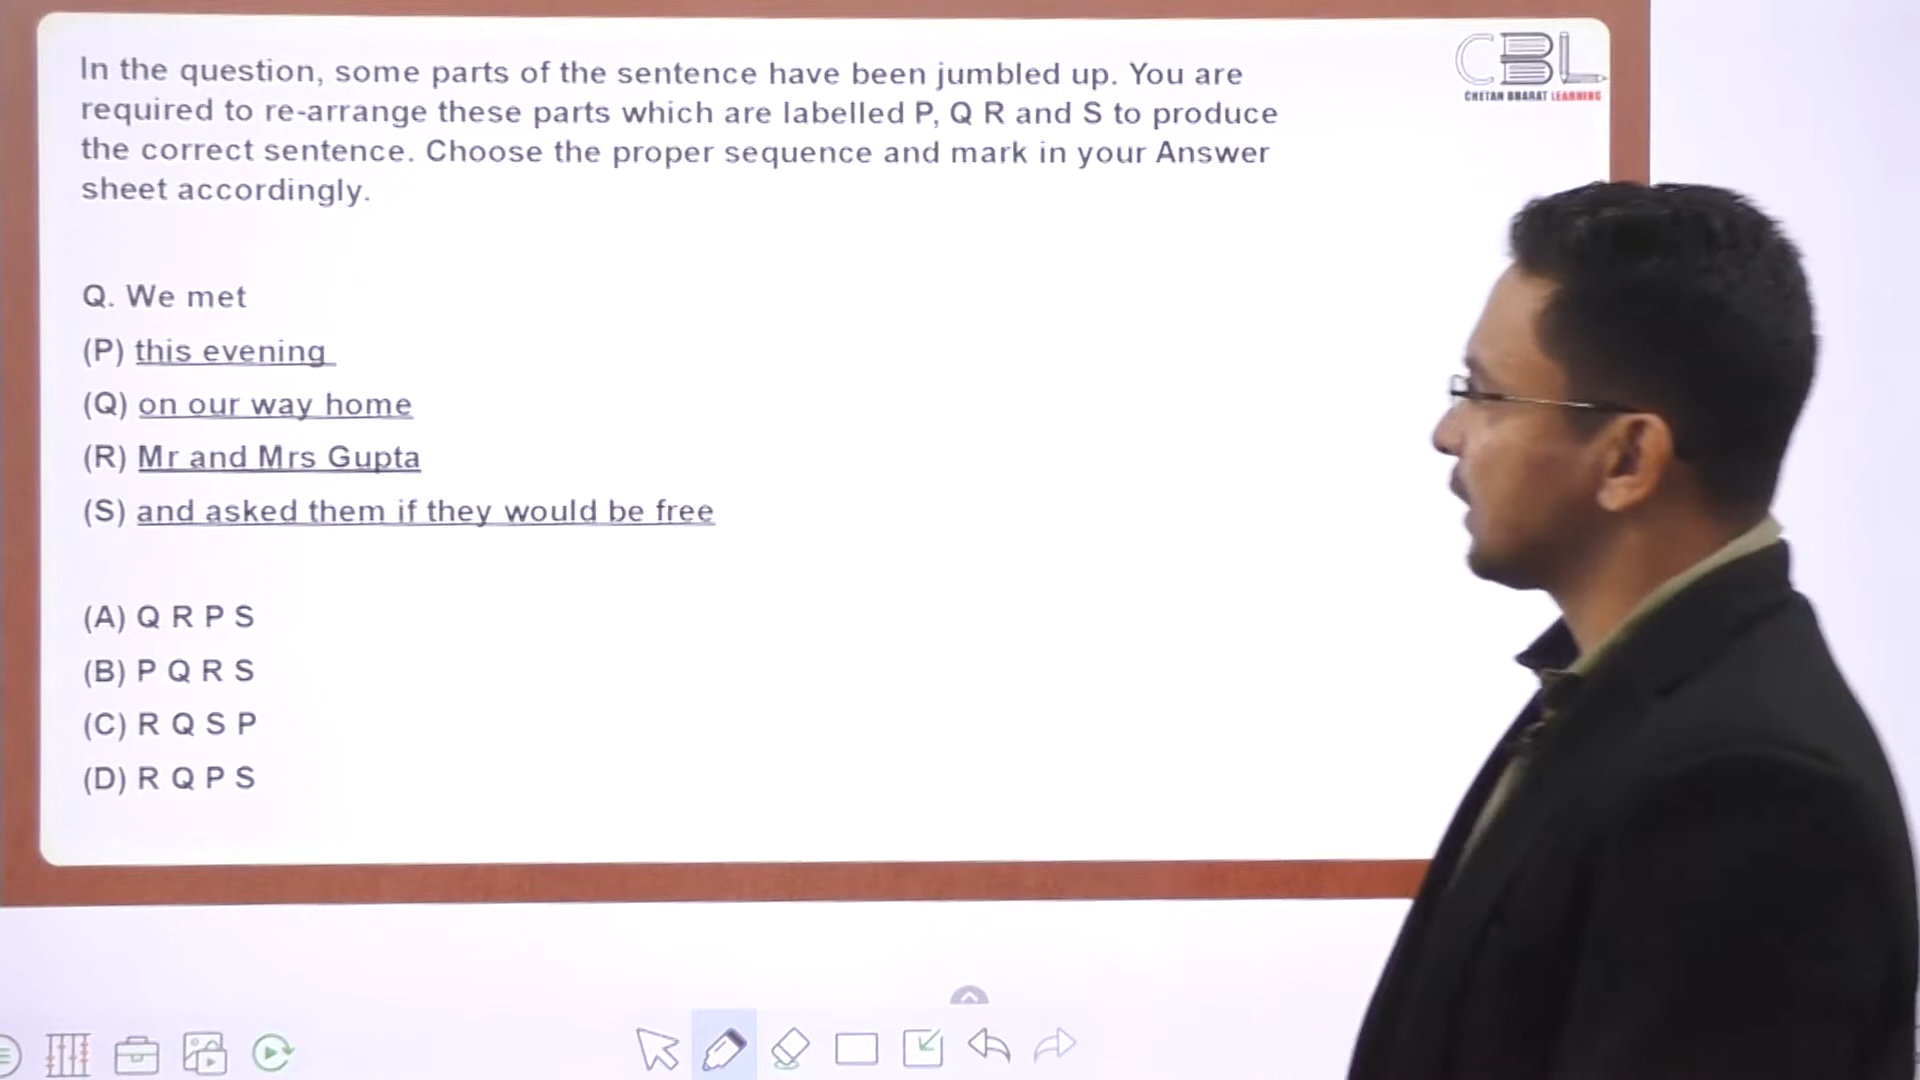 CBL
CHETAN BHARAT LEARNING
In the question, some parts of the sentence have been jumbled up. You are
required to re-arrange these parts which are labelled P, Q R and S to produce
the correct sentence. Choose the proper sequence and mark in your Answer
sheet accordingly.
Q. We met
(P) this evening
(Q) on our way home
(R) Mr and Mrs Gupta
(S) and asked them if they would be free
(A) Q R P S
(B) P Q R S
(C) R Q S P
(D) R Q P S